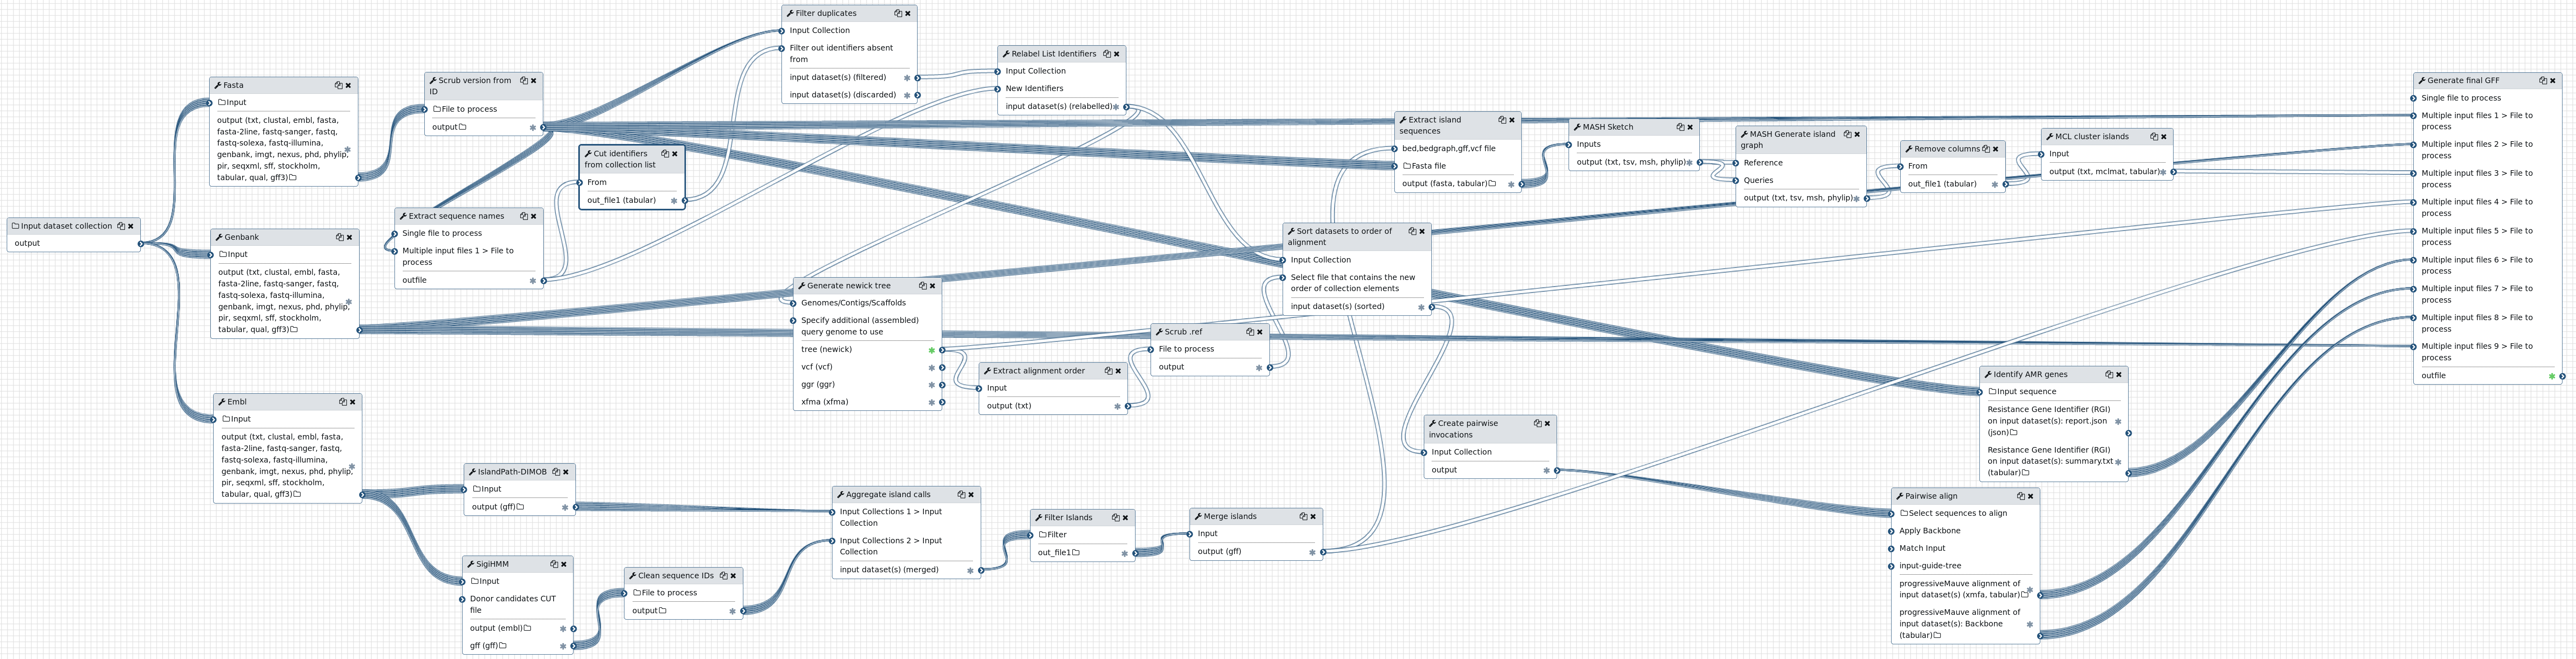 Input dataset collection
output
Fasta
Input
output (txt, clustal, embl, fasta,
fasta-2line, fastq-sanger, fastq,
fastq-solexa, fastq-illumina,
genbank, imgt, nexus, phd, phylip,
pir, seqxml, sff, stockholm,
tabular, qual, gff3)
Genbank
Input
output (txt, clustal, embl, fasta,
fasta-2line, fastq-sanger, fastq,
fastq-solexa, fastq-illumina,
genbank, imgt, nexus, phd, phylip,
pir, seqxml, sff, stockholm,
tabular, qual, gff3)
Embl
Input
output (txt, clustal, embl, fasta,
fasta-2line, fastq-sanger, fastq,
fastq-solexa, fastq-illumina,
genbank, imgt, nexus, phd, phylip,
pir, seqxml, sff, stockholm,
tabular, qual, gff3)
Scrub version from
ID
File to process
output
Extract sequence names
Single file to process
Multiple input files 1 > File to
process
outfile
Cut identifiers
from collection list
From
out_file1 (tabular)
IslandPath-DIMOB
Input
output (gff)
SigiHMM
Input
Donor candidates CUT
file
output (embl)
gff (gff)
Clean sequence IDs
File to process
output
Filter duplicates
Input Collection
Filter out identifiers absent
from
input dataset(s) (filtered)
input dataset(s) (discarded)
Relabel List Identifiers
Input Collection
New Identifiers
input dataset(s) (relabelled)
Generate newick tree
Genomes/Contigs/Scaffolds
Specify additional (assembled)
query genome to use
tree (newick)
vcf (vcf)
ggr (ggr)
xfma (xfma)
Extract alignment order
Input
output (txt)
Scrub .ref
File to process
output
Aggregate island calls
Input Collections 1 > Input
Collection
Input Collections 2 > Input
Collection
input dataset(s) (merged)
Filter Islands
Filter
out_file1
Merge islands
Input
output (gff)
Sort datasets to order of
alignment
Input Collection
Select file that contains the new
order of collection elements
input dataset(s) (sorted)
Extract island
sequences
bed,bedgraph,gff,vcf file
Fasta file
output (fasta, tabular)
MASH Sketch
Inputs
output (txt, tsv, msh, phylip)
MASH Generate island
graph
Reference
Queries
output (txt, tsv, msh, phylip)
Remove columns
From
out_file1 (tabular)
MCL cluster islands
Input
output (txt, mclmat, tabular)
Create pairwise
invocations
Input Collection
output
Identify AMR genes
Input sequence
Resistance Gene Identifier (RGI)
on input dataset(s): report.json
(json)
Resistance Gene Identifier (RGI)
on input dataset(s): summary.txt
(tabular)
Pairwise align
Select sequences to align
Apply Backbone
Match Input
input-guide-tree
progressiveMauve alignment of
input dataset(s) (xmfa, tabular)
progressiveMauve alignment of
input dataset(s): Backbone
(tabular)
Generate final GFF
Single file to process
Multiple input files 1 > File to
process
Multiple input files 2 > File to
process
Multiple input files 3 > File to
process
Multiple input files 4 > File to
process
Multiple input files 5 > File to
process
Multiple input files 6 > File to
process
Multiple input files 7 > File to
process
Multiple input files 8 > File to
process
Multiple input files 9 > File to
process
outfile